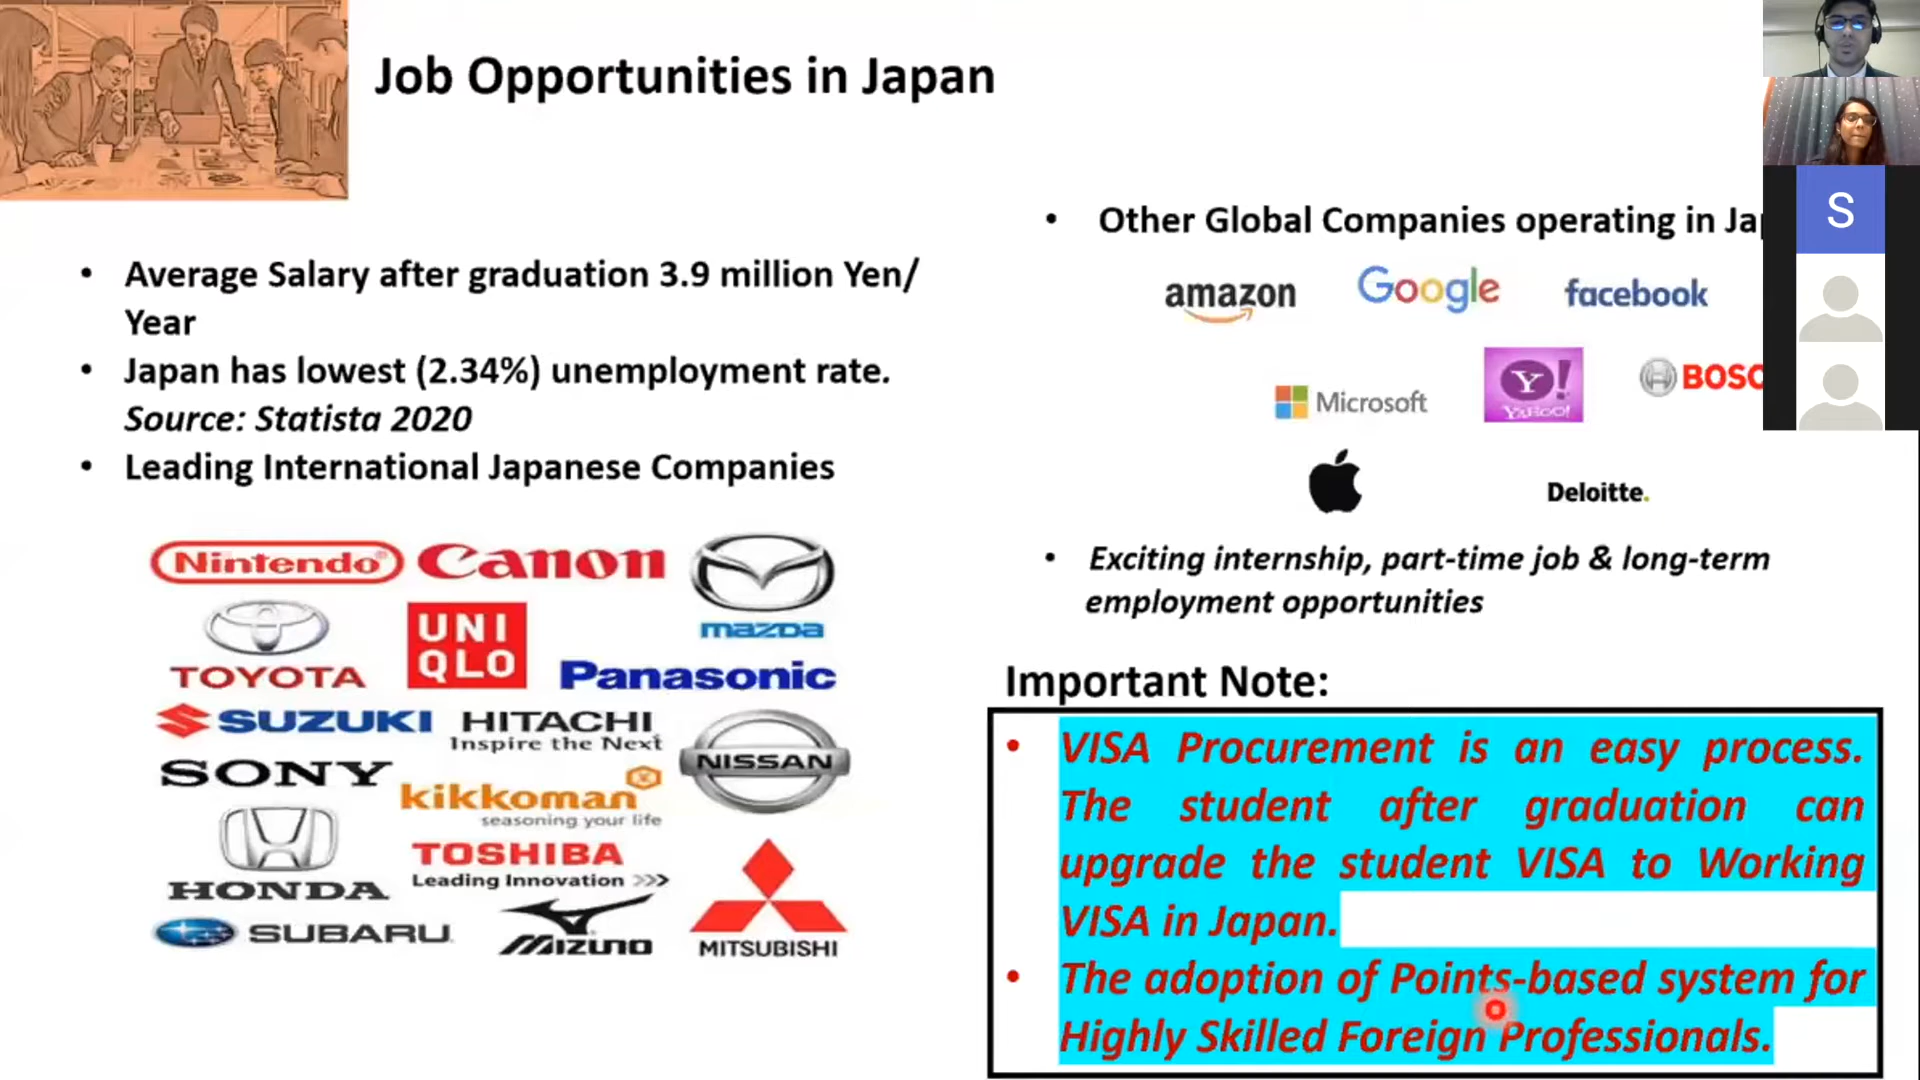 Job Opportunities in Japan
• Average Salary after graduation 3.9 million Yen/
Year
• Japan has lowest (2.34%) unemployment rate.
Source: Statista 2020
• Leading International Japanese Companies
Nintendo®
Canon
mazda
TOYOTA
UNI
QLO
Panasonic
SUZUKI
HITACHI
Inspire the Next
NISSAN
SONY
kikkoman
seasoning your life
HONDA
TOSHIBA
Leading Innovation >>>
SUBARU
MIZUNO
MITSUBISHI
• Other Global Companies operating in Ja
amazon
Google
facebook
Microsoft
Y!
YAHOO!
BOSC
Deloitte.
• Exciting internship, part-time job & long-term
employment opportunities
Important Note:
• VISA Procurement is an easy process.
The student after graduation can
upgrade the student VISA to Working
VISA in Japan.
• The adoption of Points-based system for
Highly Skilled Foreign Professionals.
S